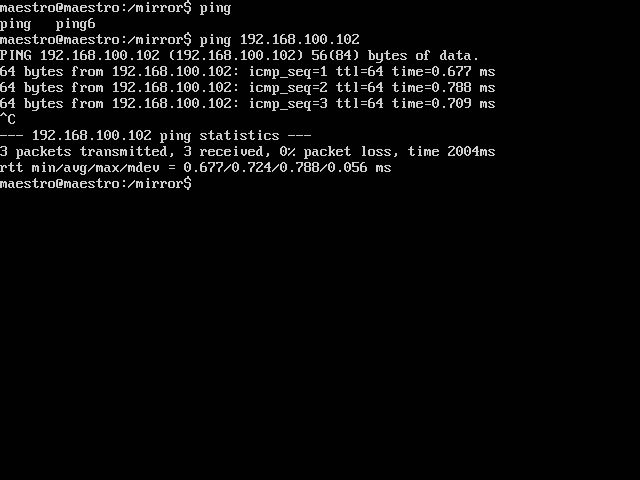 maestro@maestro:/mirror$ ping
ping   ping6
maestro@maestro:/mirror$ ping 192.168.100.102
PING 192.168.100.102 (192.168.100.102) 56(84) bytes of data.
64 bytes from 192.168.100.102: icmp_seq=1 ttl=64 time=0.677 ms
64 bytes from 192.168.100.102: icmp_seq=2 ttl=64 time=0.788 ms
64 bytes from 192.168.100.102: icmp_seq=3 ttl=64 time=0.709 ms
^C
--- 192.168.100.102 ping statistics ---
3 packets transmitted, 3 received, 0% packet loss, time 2004ms
rtt min/avg/max/mdev = 0.677/0.724/0.788/0.056 ms
maestro@maestro:/mirror$